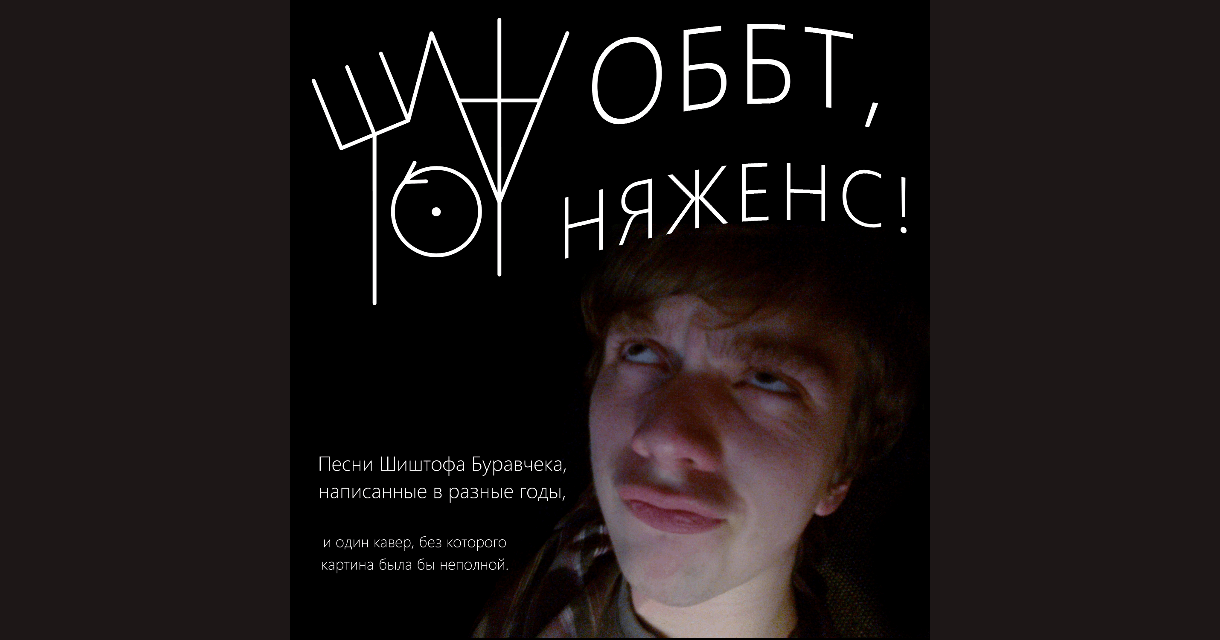 ОББТ,
НЯЖЕНС!
Песни Шиштофа Буравчека,
написанные в разные годы,
и один кавер, без которого
картина была бы неполной.